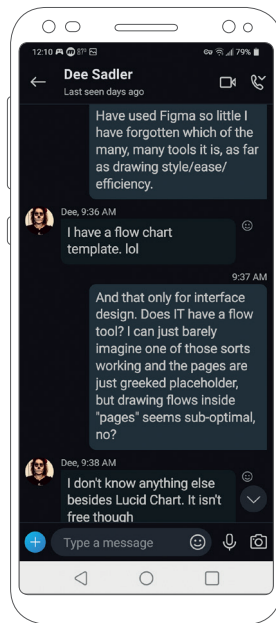 12:10 87° 79%
Dee Sadler
Last seen days ago
Have used Figma so little I
have forgotten which of the
many, many tools it is, as far
as drawing style/ease/
efficiency.
Dee, 9:36 AM
I have a flow chart
template. lol
9:37 AM
And that only for interface
design. Does IT have a flow
tool? I can just barely
imagine one of those sorts
working and the pages are
just greeked placeholder,
but drawing flows inside
"pages" seems sub-optimal,
no?
Dee, 9:38 AM
I don't know anything else
besides Lucid Chart. It isn't
free though
Type a message